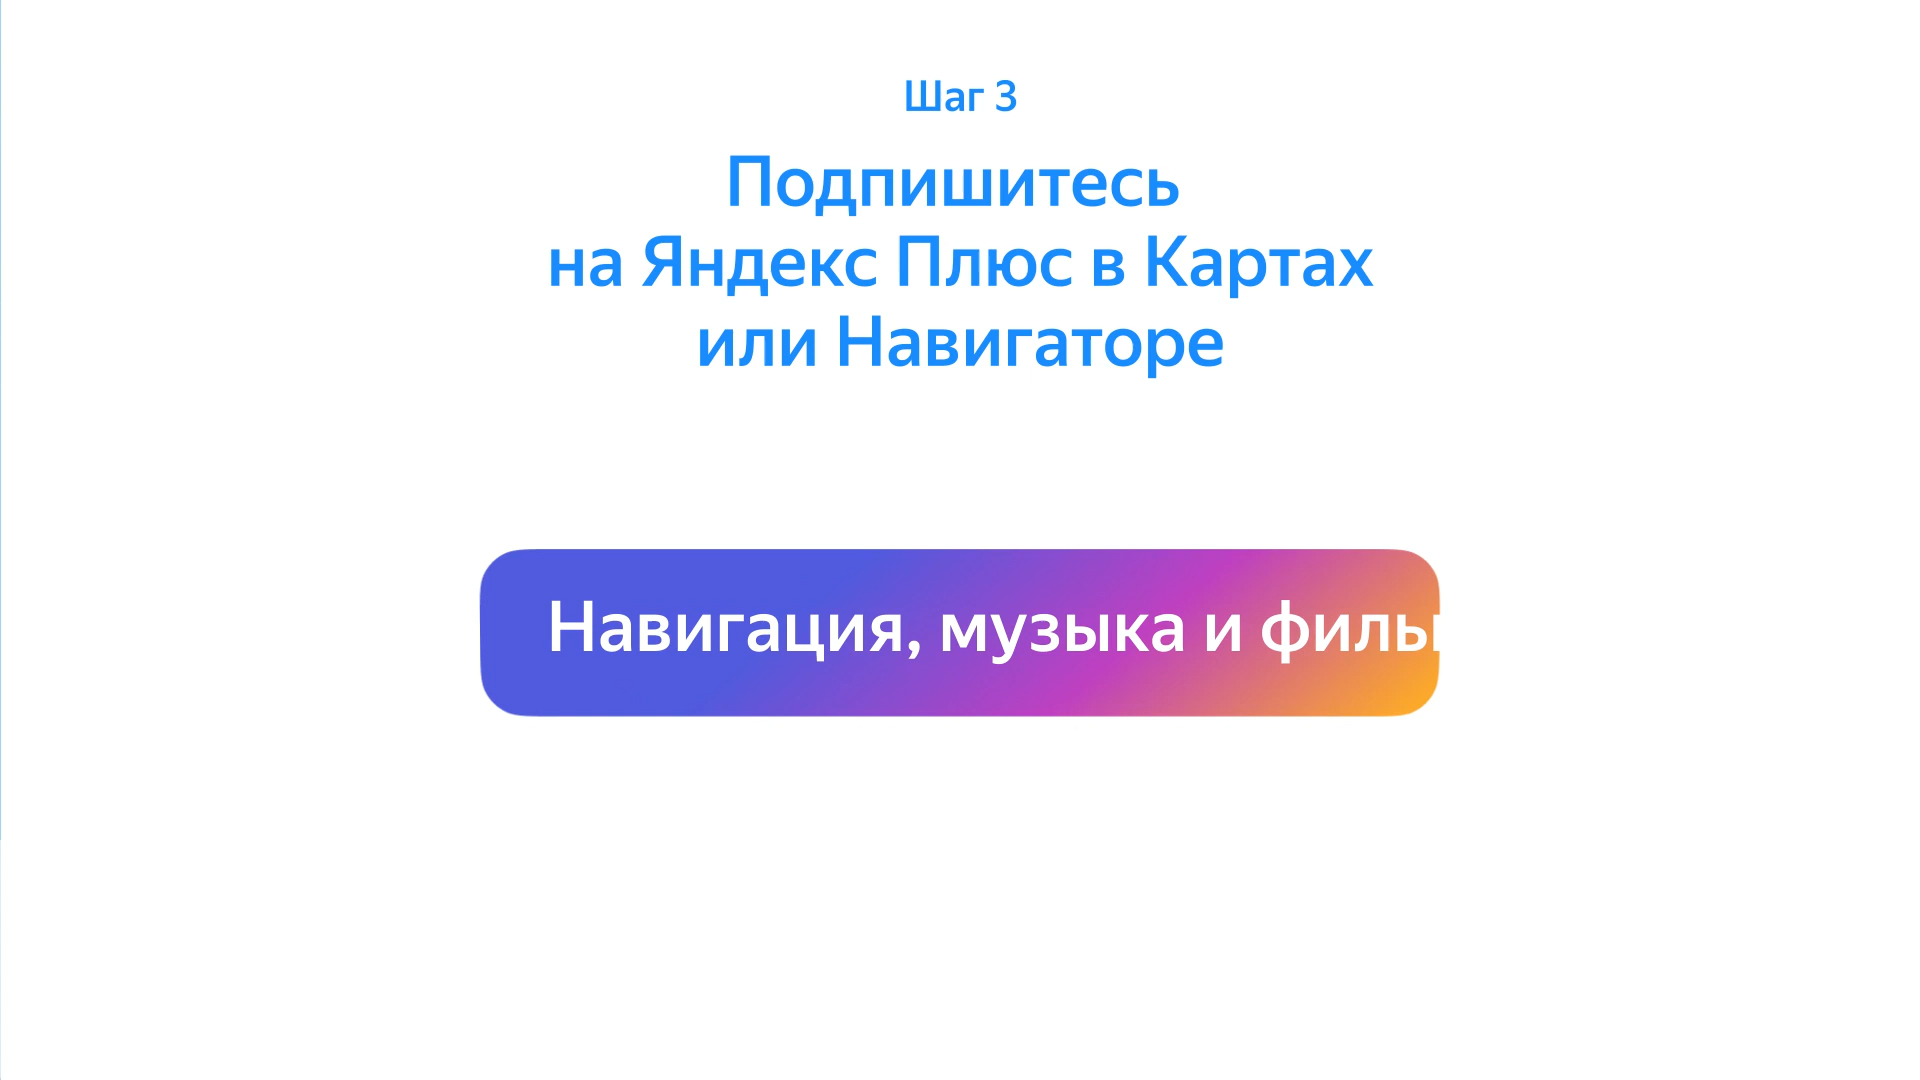 Шаг 3
Подпишитесь
на Яндекс Плюс в Картах
или Навигаторе
Навигация, музыка и